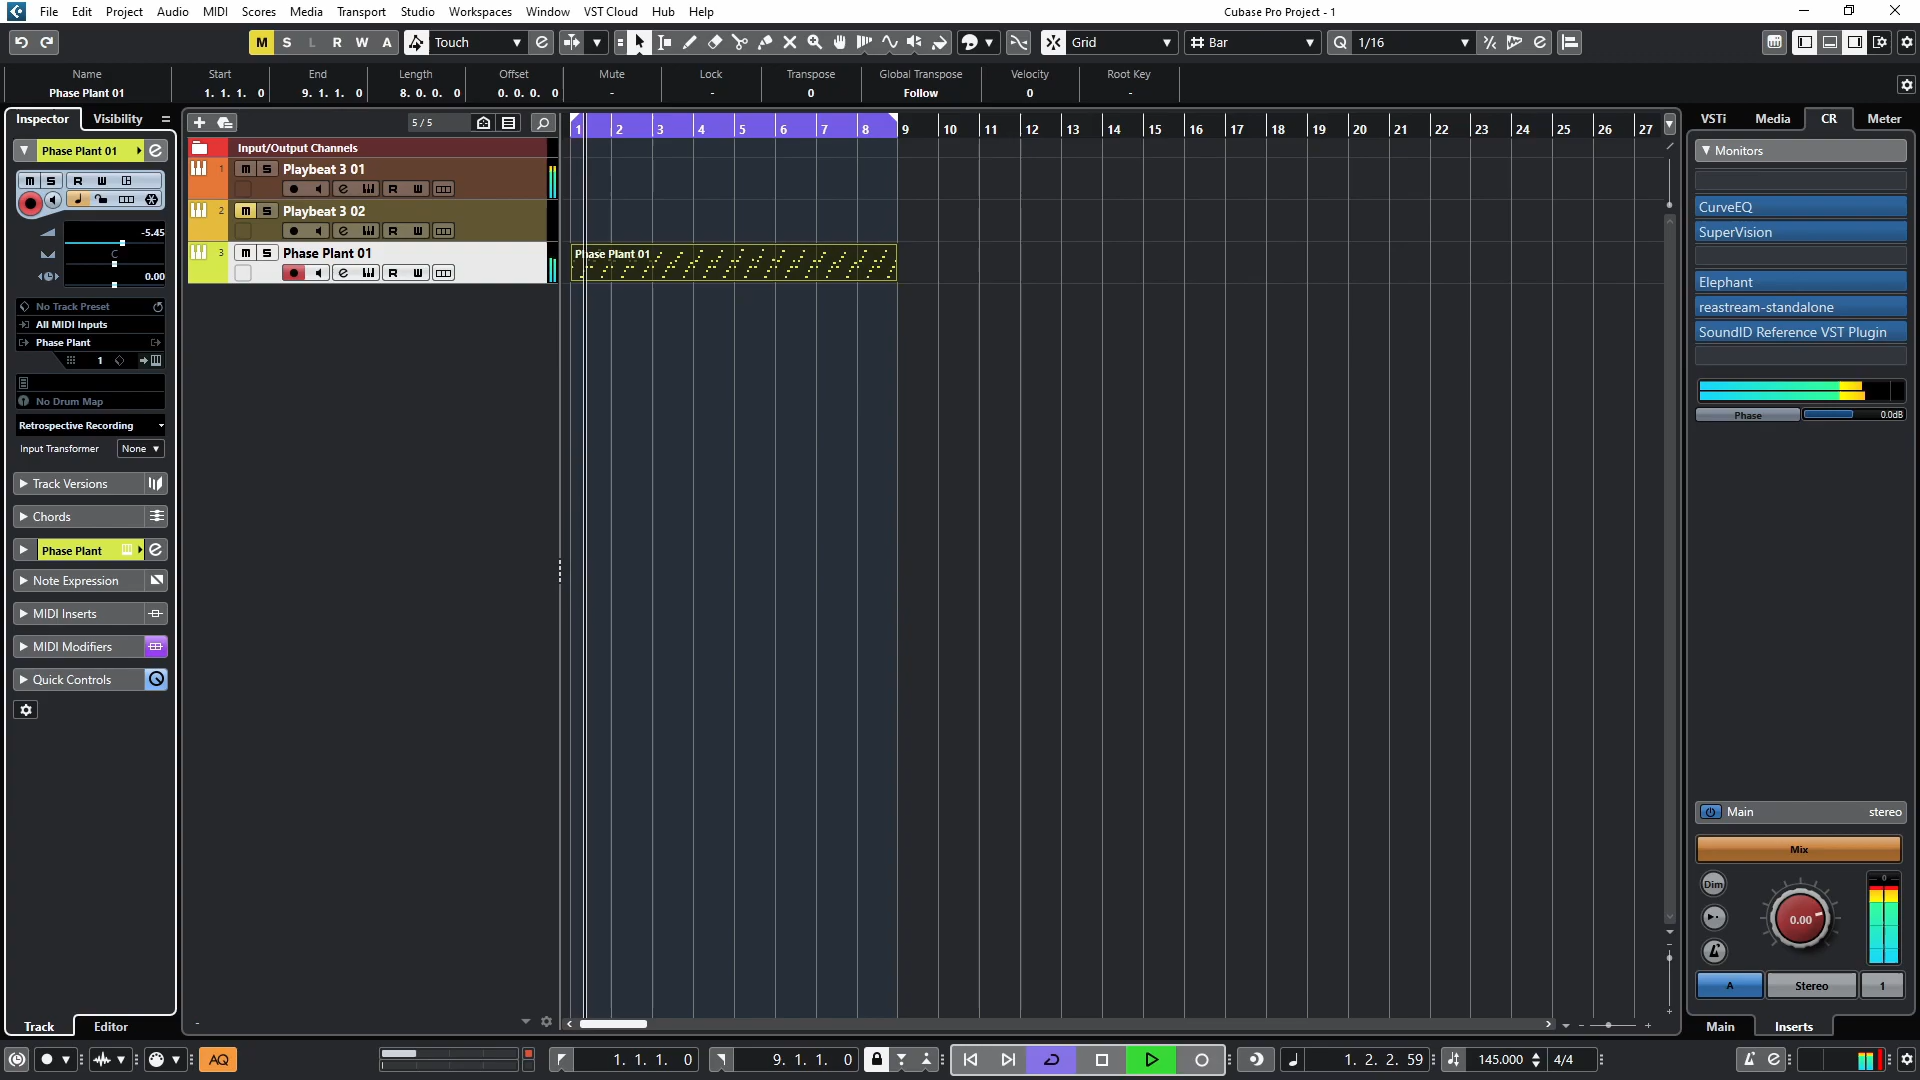 File Edit Project Audio MIDI Scores Media Transport Studio Workspaces Window VST Cloud Hub Help
Cubase Pro Project - 1
M S L R W A Touch Grid Bar Q 1/16
Name Start End Length Offset Mute Lock Transpose Global Transpose Velocity Root Key
Phase Plant 01 1. 1. 1. 0 9. 1. 1. 0 8. 0. 0. 0 0. 0. 0. 0 - - 0 Follow 0 -
Inspector Visibility
Phase Plant 01
M S R W
-5.45
C
0.00
No Track Preset
All MIDI Inputs
Phase Plant
1
No Drum Map
Retrospective Recording
Input Transformer None
Track Versions
Chords
Phase Plant
Note Expression
MIDI Inserts
MIDI Modifiers
Quick Controls
Track Editor
5 / 5
Input/Output Channels
1 M S Playbeat 3 01
R W
2 M S Playbeat 3 02
R W
3 M S Phase Plant 01
R W
-
1 2 3 4 5 6 7 8 9 10 11 12 13 14 15 16 17 18 19 20 21 22 23 24 25 26 27
Phase Plant 01
VSTi Media CR Meter
Monitors
CurveEQ
SuperVision
Elephant
reastream-standalone
SoundID Reference VST Plugin
Phase 0.0dB
Main stereo
Mix
Dim
0.00
0
A Stereo 1
Main Inserts
AQ
1. 1. 1. 0 9. 1. 1. 0 1. 2. 2. 59 145.000 4/4